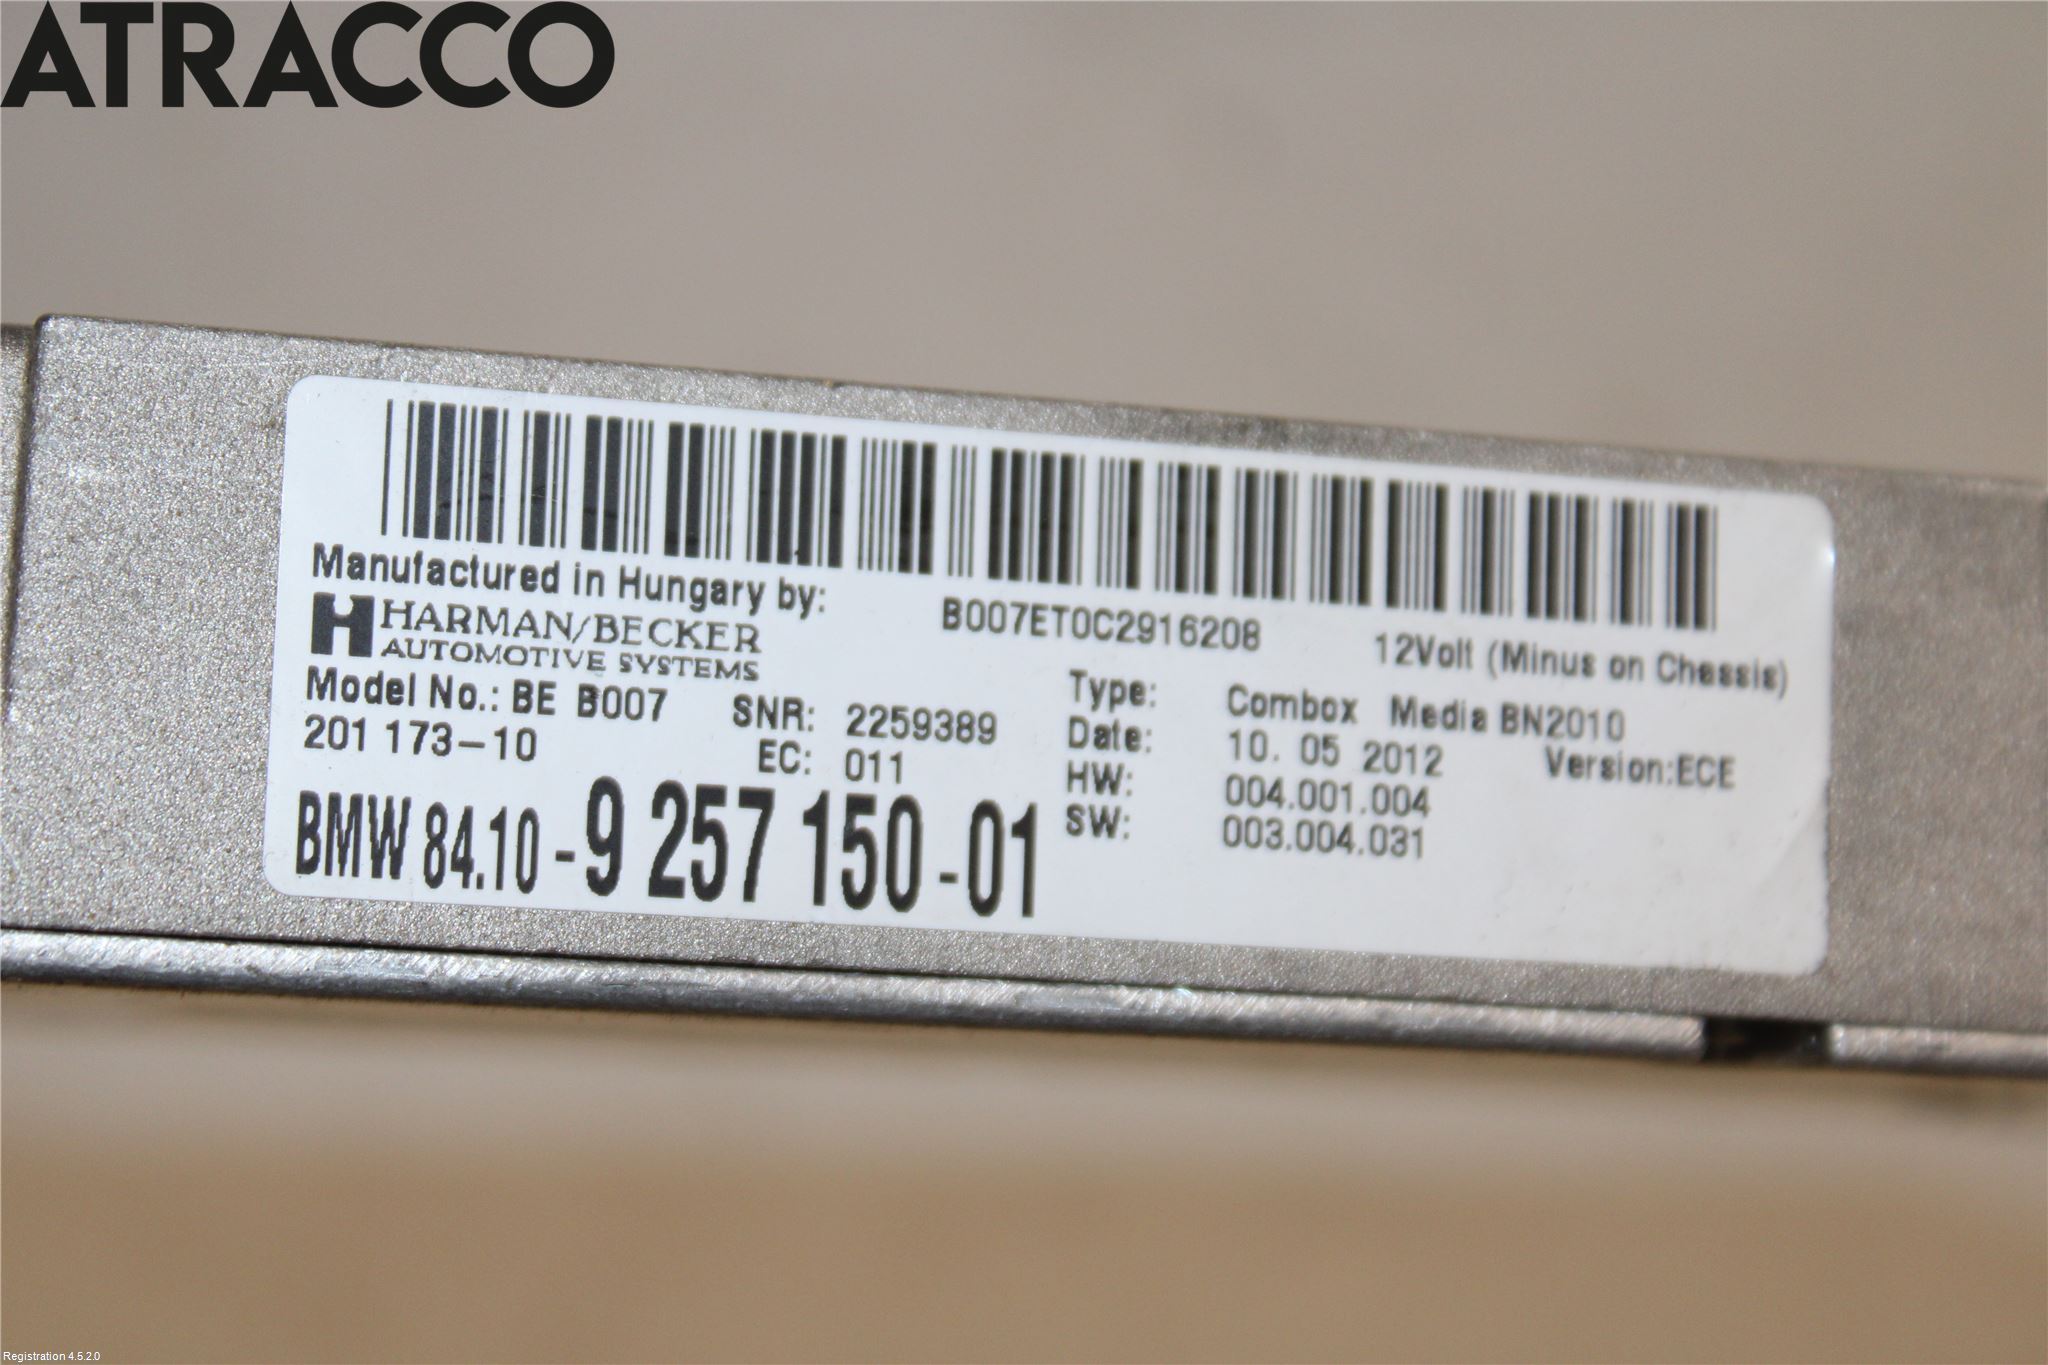 ATRACCO
Manufactured in Hungary by:
HARMAN/BECKER
AUTOMOTIVE SYSTEMS
B007ET0C2916208
12Volt (Minus on Chassis)
Model No.: BE B007
201 173-10
SNR: 2259389
EC: 011
Type: Combox Media BN2010
Date: 10. 05 2012 Version:ECE
HW: 004.001.004
SW: 003.004.031
BMW 84.10-9 257 150-01
Registration 4.5.2.0